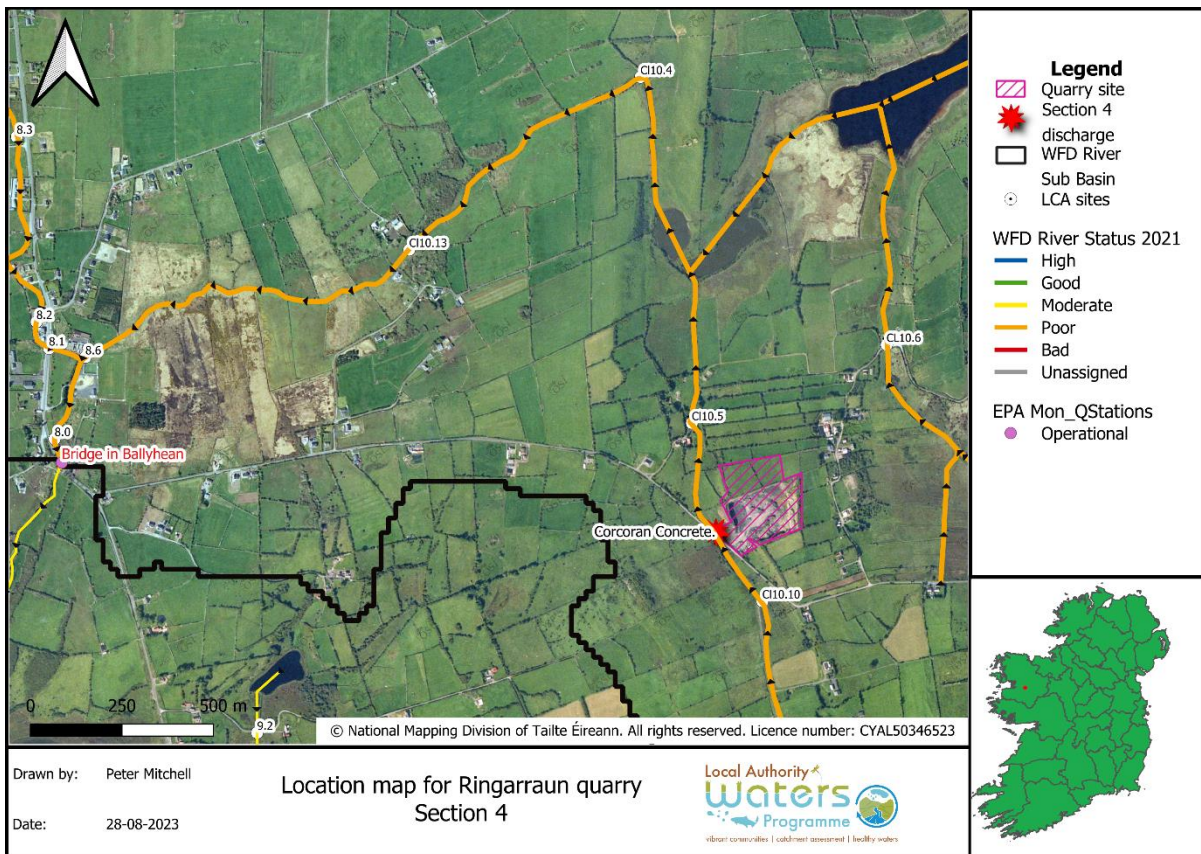 Cl10.4
8.3
Cl10.13
8.2
8.1
8.6
CL10.6
Cl10.5
8.0
Bridge in Ballyhean
Corcoran Concrete.
Cl10.10
9.2
0 250 500 m
© National Mapping Division of Tailte Éireann. All rights reserved. Licence number: CYAL50346523
Legend
Quarry site
Section 4
discharge
WFD River
Sub Basin
LCA sites
WFD River Status 2021
High
Good
Moderate
Poor
Bad
Unassigned
EPA Mon_QStations
Operational
Drawn by: Peter Mitchell
Date: 28-08-2023
Location map for Ringarraun quarry
Section 4
Local Authority
Waters
Programme
vibrant communities | catchment assessment | healthy waters